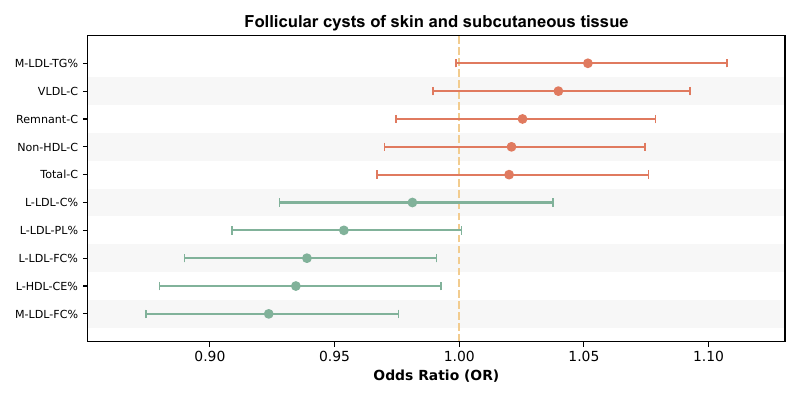 Follicular cysts of skin and subcutaneous tissue
M-LDL-TG%
VLDL-C
Remnant-C
Non-HDL-C
Total-C
L-LDL-C%
L-LDL-PL%
L-LDL-FC%
L-HDL-CE%
M-LDL-FC%
0.90 0.95 1.00 1.05 1.10
Odds Ratio (OR)